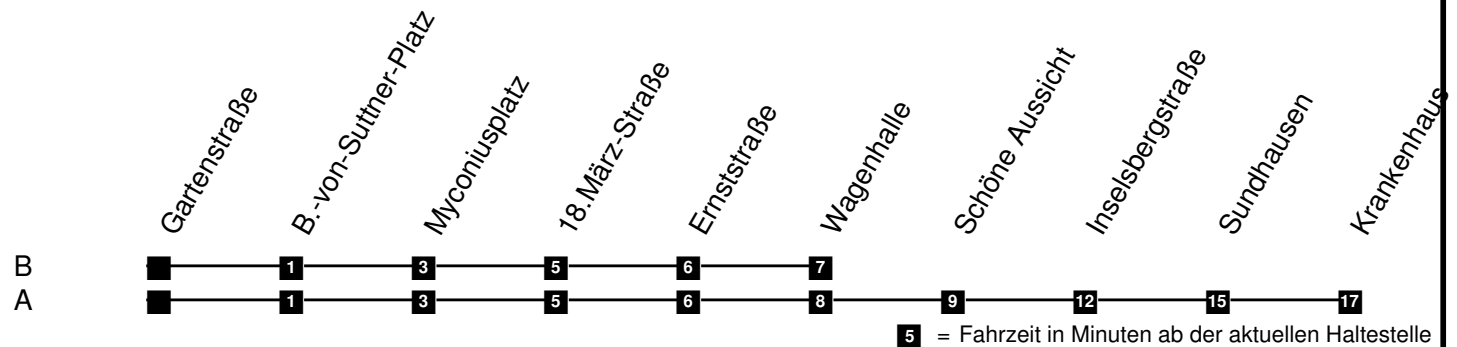 Gartenstraße
B.-von-Suttner-Platz
Myconiusplatz
18.März-Straße
Ernststraße
Wagenhalle
Schöne Aussicht
Inselsbergstraße
Sundhausen
Krankenhaus
B 1 3 5 6 7
A 1 3 5 6 8 9 12 15 17
5 = Fahrzeit in Minuten ab der aktuellen Haltestelle